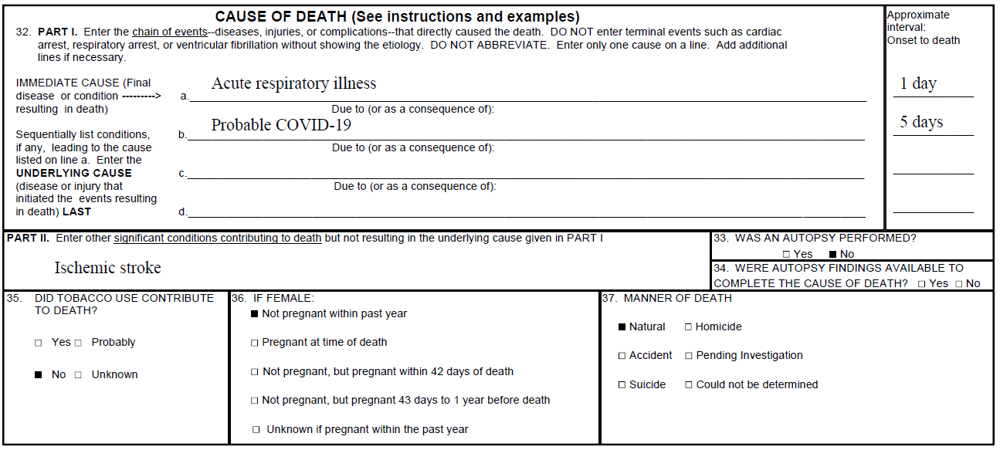 CAUSE OF DEATH (See instructions and examples)
32. PART I. Enter the chain of events--diseases, injuries, or complications--that directly caused the death. DO NOT enter terminal events such as cardiac
arrest, respiratory arrest, or ventricular fibrillation without showing the etiology. DO NOT ABBREVIATE. Enter only one cause on a line. Add additional
lines if necessary.
Approximate
interval:
Onset to death
IMMEDIATE CAUSE (Final
disease or condition --------->
resulting in death)
a. Acute respiratory illness
1 day
Due to (or as a consequence of):
Sequentially list conditions,
if any, leading to the cause
listed on line a. Enter the
UNDERLYING CAUSE
(disease or injury that
initiated the events resulting
in death) LAST
b. Probable COVID-19
5 days
Due to (or as a consequence of):
c.
Due to (or as a consequence of):
d.
PART II. Enter other significant conditions contributing to death but not resulting in the underlying cause given in PART I
Ischemic stroke
33. WAS AN AUTOPSY PERFORMED?
□ Yes ■ No
34. WERE AUTOPSY FINDINGS AVAILABLE TO
COMPLETE THE CAUSE OF DEATH? □ Yes □ No
35. DID TOBACCO USE CONTRIBUTE
TO DEATH?
□ Yes □ Probably
■ No □ Unknown
36. IF FEMALE:
■ Not pregnant within past year
□ Pregnant at time of death
□ Not pregnant, but pregnant within 42 days of death
□ Not pregnant, but pregnant 43 days to 1 year before death
□ Unknown if pregnant within the past year
37. MANNER OF DEATH
■ Natural □ Homicide
□ Accident □ Pending Investigation
□ Suicide □ Could not be determined